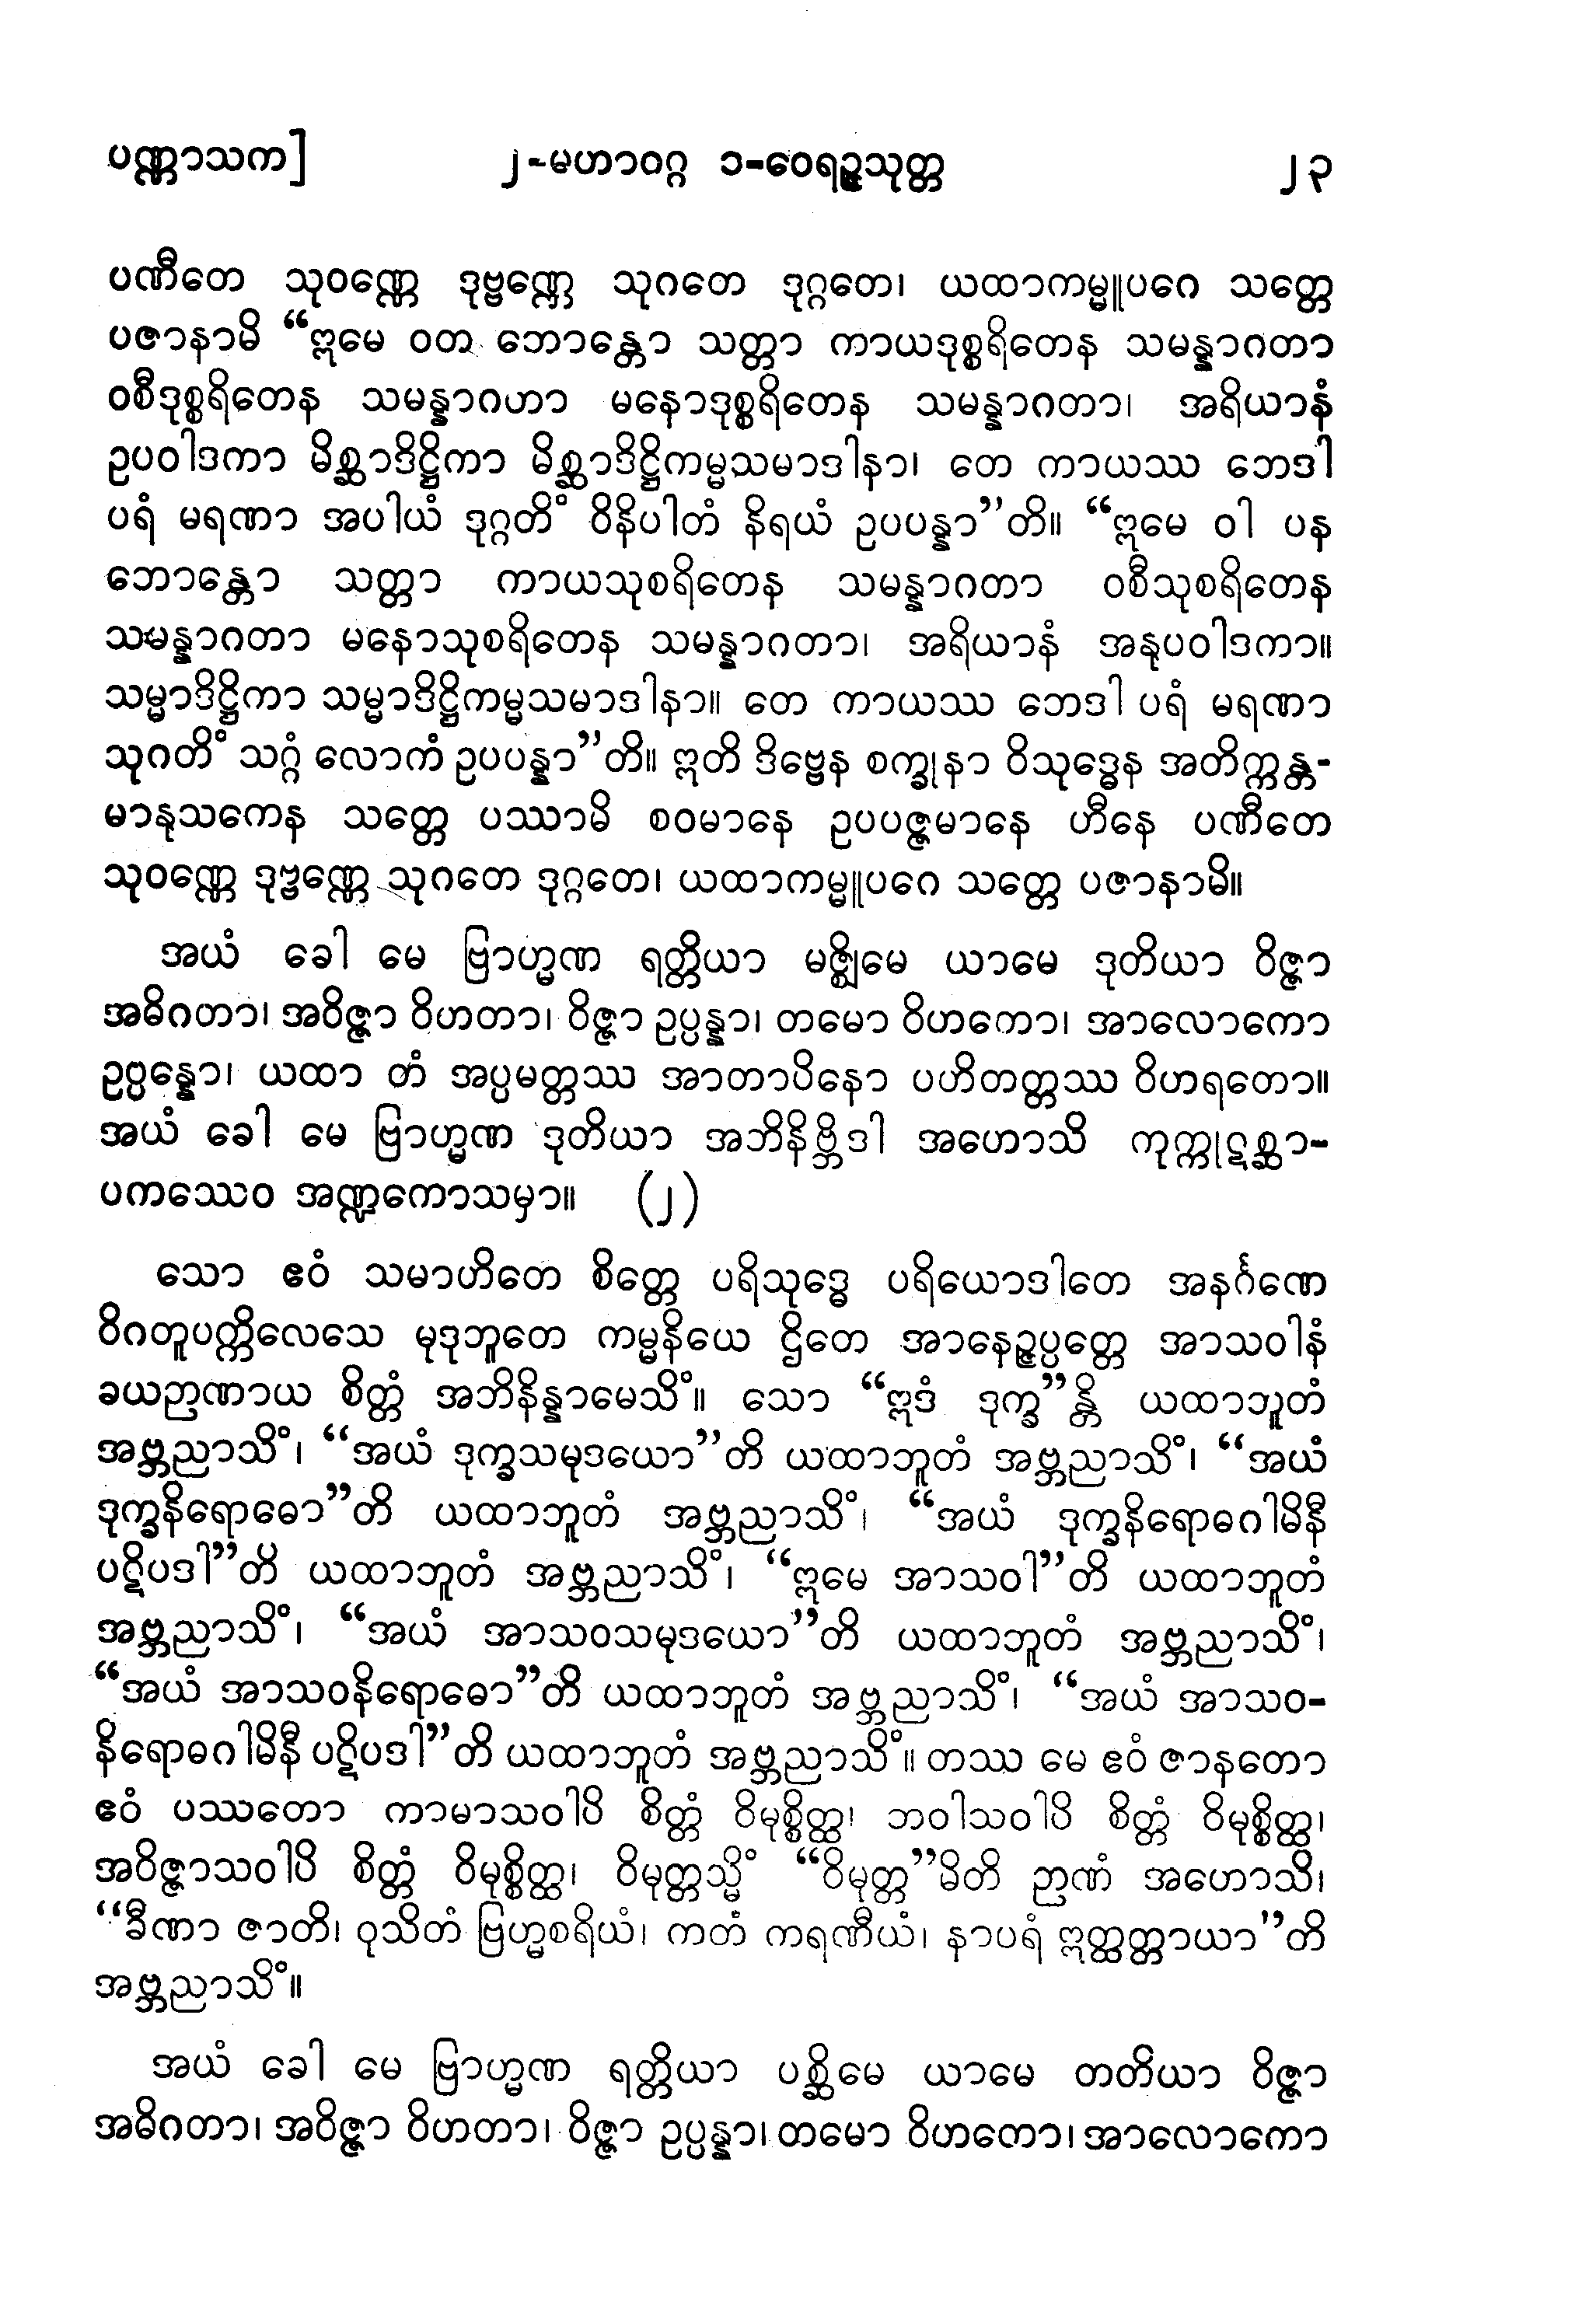 ပဏ္ဏာသက] ၂-မဟာဝဂ္ဂ ၁-ဝေရဉ္ဇသုတ္တ ၂၃
ပဏီတေ သုဝဏ္ဏေ ဒုဗ္ဗဏ္ဏေ သုဂတေ ဒုဂ္ဂတေ၊ ယထာကမ္မူပဂေ သတ္တေ
ပဇာနာမိ “ဣမေ ဝတ ဘောန္တော သတ္တာ ကာယဒုစ္စရိတေန သမန္နာဂတာ
ဝစီဒုစ္စရိတေန သမန္နာဂဟာ မနောဒုစ္စရိတေန သမန္နာဂတာ၊ အရိယာနံ
ဥပဝါဒကာ မိစ္ဆာဒိဋ္ဌိကာ မိစ္ဆာဒိဋ္ဌိကမ္မသမာဒါနာ၊ တေ ကာယဿ ဘေဒါ
ပရံ မရဏာ အပါယံ ဒုဂ္ဂတိံ ဝိနိပါတံ နိရယံ ဥပပန္နာ”တိ။ “ဣမေ ဝါ ပန
ဘောန္တော သတ္တာ ကာယသုစရိတေန သမန္နာဂတာ ဝစီသုစရိတေန
သမန္နာဂတာ မနောသုစရိတေန သမန္နာဂတာ၊ အရိယာနံ အနုပဝါဒကာ။
သမ္မာဒိဋ္ဌိကာ သမ္မာဒိဋ္ဌိကမ္မသမာဒါနာ။ တေ ကာယဿ ဘေဒါ ပရံ မရဏာ
သုဂတိံ သဂ္ဂံ လောကံ ဥပပန္နာ”တိ။ ဣတိ ဒိဗ္ဗေန စက္ခုနာ ဝိသုဒ္ဓေန အတိက္ကန္တ-
မာနုသကေန သတ္တေ ပဿာမိ စဝမာနေ ဥပပဇ္ဇမာနေ ဟီနေ ပဏီတေ
သုဝဏ္ဏေ ဒုဗ္ဗဏ္ဏေ သုဂတေ ဒုဂ္ဂတေ၊ ယထာကမ္မူပဂေ သတ္တေ ပဇာနာမိ။
အယံ ခေါ မေ ဗြာဟ္မဏ ရတ္တိယာ မဇ္ဈိမေ ယာမေ ဒုတိယာ ဝိဇ္ဇာ
အဓိဂတာ၊ အဝိဇ္ဇာ ဝိဟတာ၊ ဝိဇ္ဇာ ဥပ္ပန္နာ၊ တမော ဝိဟကော၊ အာလောကော
ဥပ္ပန္နော၊ ယထာ တံ အပ္ပမတ္တဿ အာတာပိနော ပဟိတတ္တဿ ဝိဟရတော။
အယံ ခေါ မေ ဗြာဟ္မဏ ဒုတိယာ အဘိနိဗ္ဘိဒါ အဟောသိ ကုက္ကုဋစ္ဆာ-
ပကဿေဝ အဏ္ဍကောသမှာ။ (၂)
သော ဧဝံ သမာဟိတေ စိတ္တေ ပရိသုဒ္ဓေ ပရိယောဒါတေ အနင်္ဂဏေ
ဝိဂတူပက္ကိလေသေ မုဒုဘူတေ ကမ္မနိယေ ဌိတေ အာနေဉ္ဇပ္ပတ္တေ အာသဝါနံ
ခယဉာဏာယ စိတ္တံ အဘိနိန္နာမေသိံ။ သော “ဣဒံ ဒုက္ခ”န္တိ ယထာဘူတံ
အဗ္ဘညာသိံ၊ “အယံ ဒုက္ခသမုဒယော”တိ ယထာဘူတံ အဗ္ဘညာသိံ၊ “အယံ
ဒုက္ခနိရောဓော”တိ ယထာဘူတံ အဗ္ဘညာသိံ၊ “အယံ ဒုက္ခနိရောဓဂါမိနီ
ပဋိပဒါ”တိ ယထာဘူတံ အဗ္ဘညာသိံ၊ “ဣမေ အာသဝါ”တိ ယထာဘူတံ
အဗ္ဘညာသိံ၊ “အယံ အာသဝသမုဒယော”တိ ယထာဘူတံ အဗ္ဘညာသိံ၊
“အယံ အာသဝနိရောဓော”တိ ယထာဘူတံ အဗ္ဘညာသိံ၊ “အယံ အာသဝ-
နိရောဓဂါမိနီ ပဋိပဒါ”တိ ယထာဘူတံ အဗ္ဘညာသိံ။ တဿ မေ ဧဝံ ဇာနတော
ဧဝံ ပဿတော ကာမာသဝါပိ စိတ္တံ ဝိမုစ္စိတ္ထ၊ ဘဝါသဝါပိ စိတ္တံ ဝိမုစ္စိတ္ထ၊
အဝိဇ္ဇာသဝါပိ စိတ္တံ ဝိမုစ္စိတ္ထ၊ ဝိမုတ္တသ္မိံ “ဝိမုတ္တ”မိတိ ဉာဏံ အဟောသိ၊
“ခီဏာ ဇာတိ၊ ဝုသိတံ ဗြဟ္မစရိယံ၊ ကတံ ကရဏီယံ၊ နာပရံ ဣတ္ထတ္တာယာ”တိ
အဗ္ဘညာသိံ။
အယံ ခေါ မေ ဗြာဟ္မဏ ရတ္တိယာ ပစ္ဆိမေ ယာမေ တတိယာ ဝိဇ္ဇာ
အဓိဂတာ၊ အဝိဇ္ဇာ ဝိဟတာ၊ ဝိဇ္ဇာ ဥပ္ပန္နာ၊ တမော ဝိဟတော၊ အာလောကော